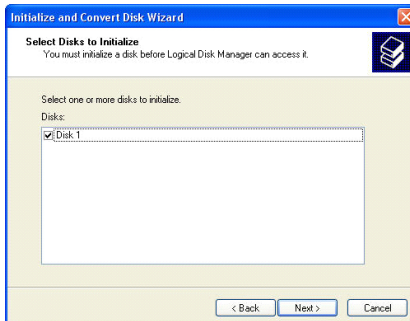 Initialize and Convert Disk Wizard
Select Disks to Initialize
You must initialize a disk before Logical Disk Manager can access it.
Select one or more disks to initialize.
Disks:
Disk 1
< Back
Next >
Cancel